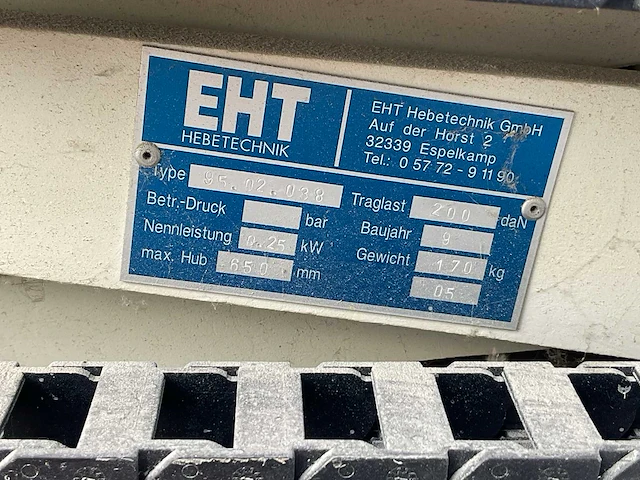 EHT
HEBETECHNIK
EHT Hebetechnik GmbH
Auf der Horst 2
32339 Espelkamp
Tel.: 0 57 72 - 9 11 90
Type 95.02.038
Betr.-Druck bar
Nennleistung 0.25 kW
max. Hub 650 mm
Traglast 200 daN
Baujahr 9
Gewicht 170 kg
05